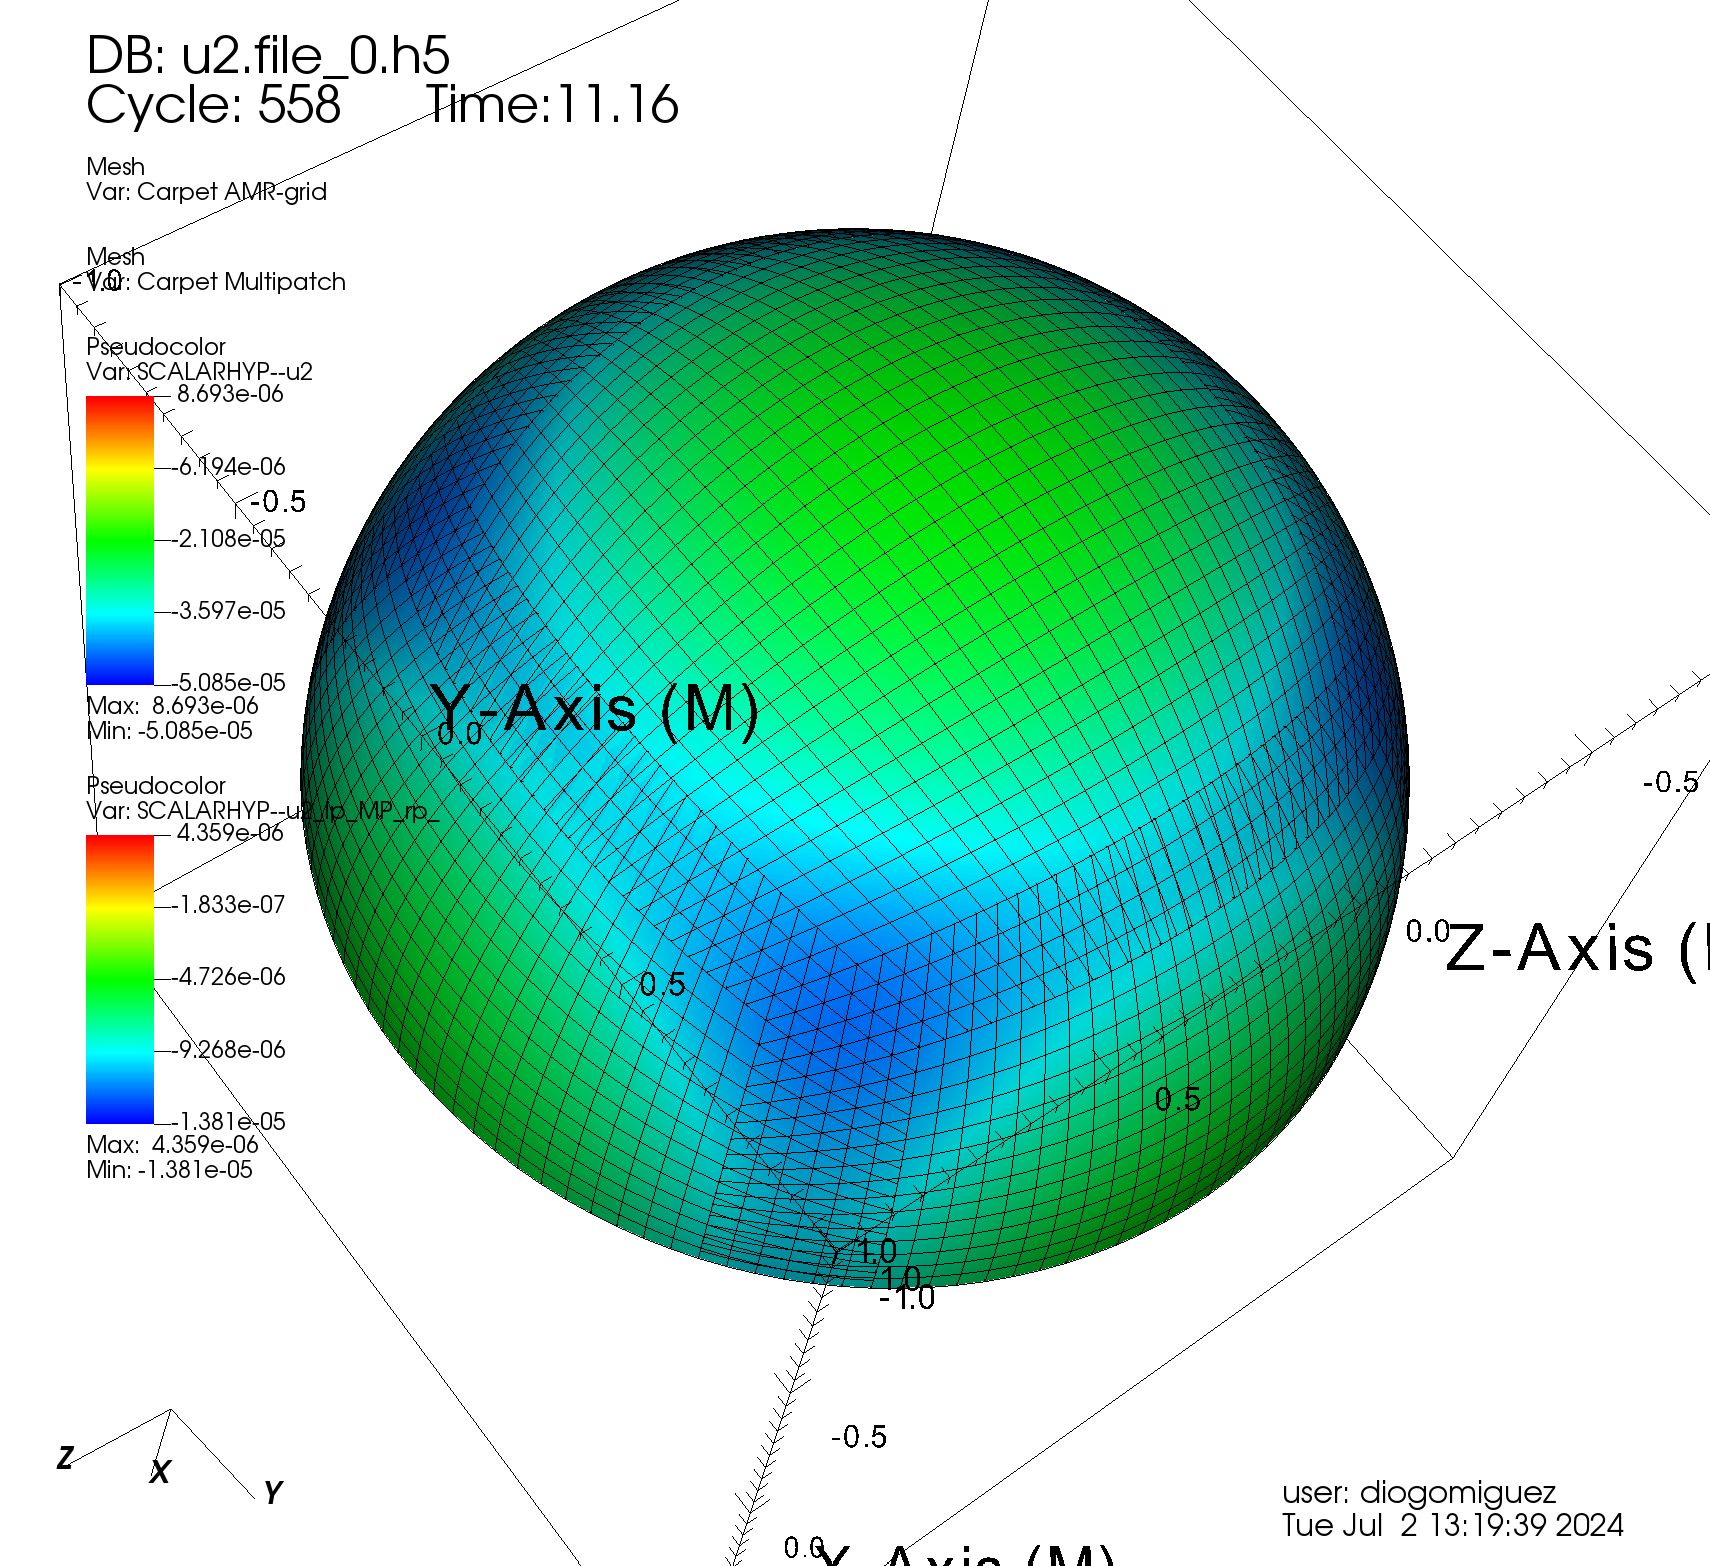 DB: u2.file_0.h5
Cycle: 558 Time:11.16
Mesh
Var: Carpet AMR-grid
Mesh
Var: Carpet Multipatch
-1.0
Pseudocolor
Var: SCALARHYP--u2
8.693e-06
-6.194e-06
-2.108e-05
-3.597e-05
-5.085e-05
Max: 8.693e-06
Min: -5.085e-05
Pseudocolor
Var: SCALARHYP--u2_lp_MP_rp_
4.359e-06
-1.833e-07
-4.726e-06
-9.268e-06
-1.381e-05
Max: 4.359e-06
Min: -1.381e-05
-0.5
Y-Axis (M)
0.0
0.5
1.0
1.0
-1.0
-0.5
0.0
X-Axis (M)
-0.5
0.0
Z-Axis (
0.5
Z
X
Y
user: diogomiguez
Tue Jul 2 13:19:39 2024